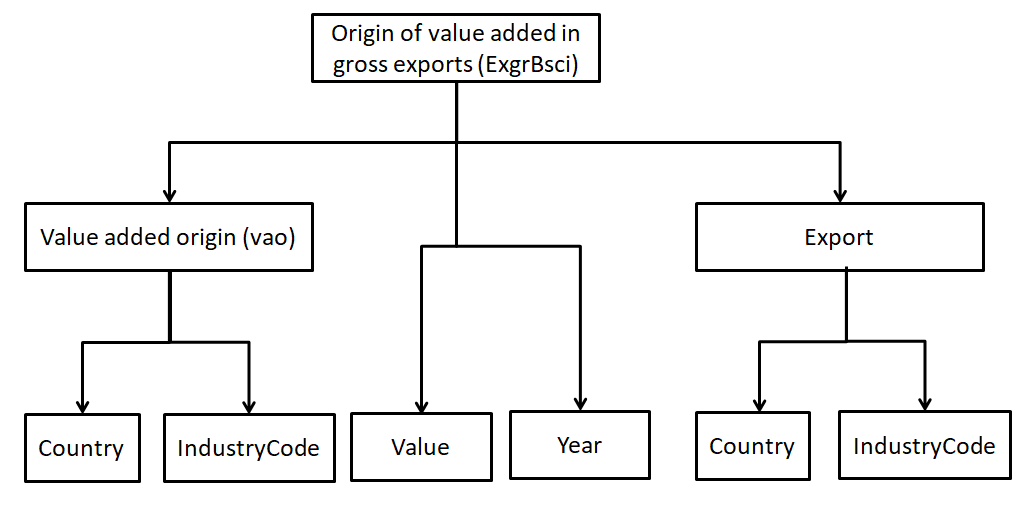 Origin of value added in
gross exports (ExgrBsci)
Value added origin (vao)
Export
Country
IndustryCode
Value
Year
Country
IndustryCode